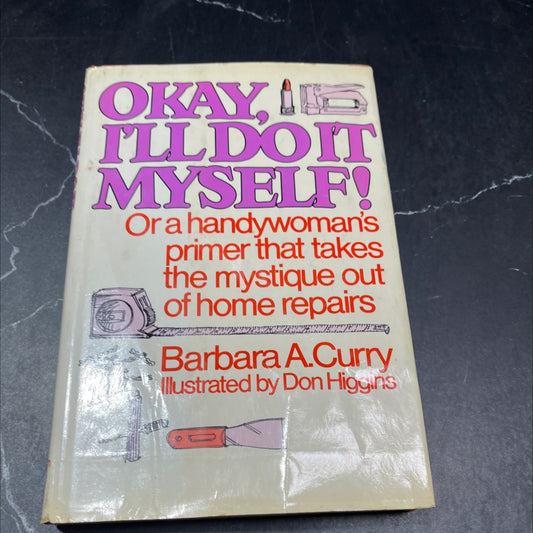 OKAY,
I'LL DO IT
MYSELF!
Or a handywoman's
primer that takes
the mystique out
of home repairs
Barbara A. Curry
Illustrated by Don Higgins